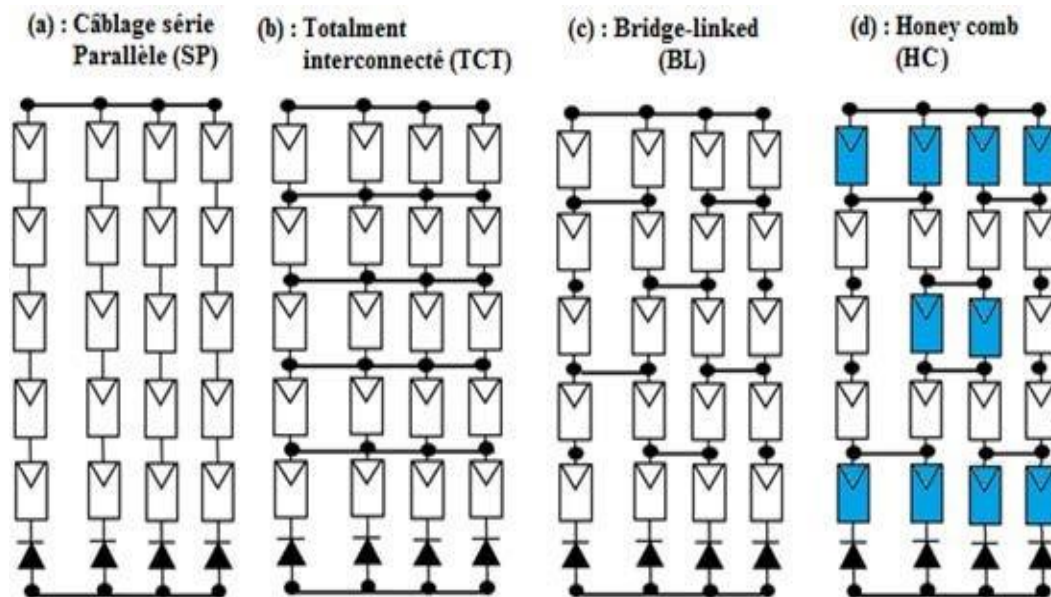 (a) : Câblage série
Parallèle (SP)
(b) : Totalment
interconnecté (TCT)
(c) : Bridge-linked
(BL)
(d) : Honey comb
(HC)